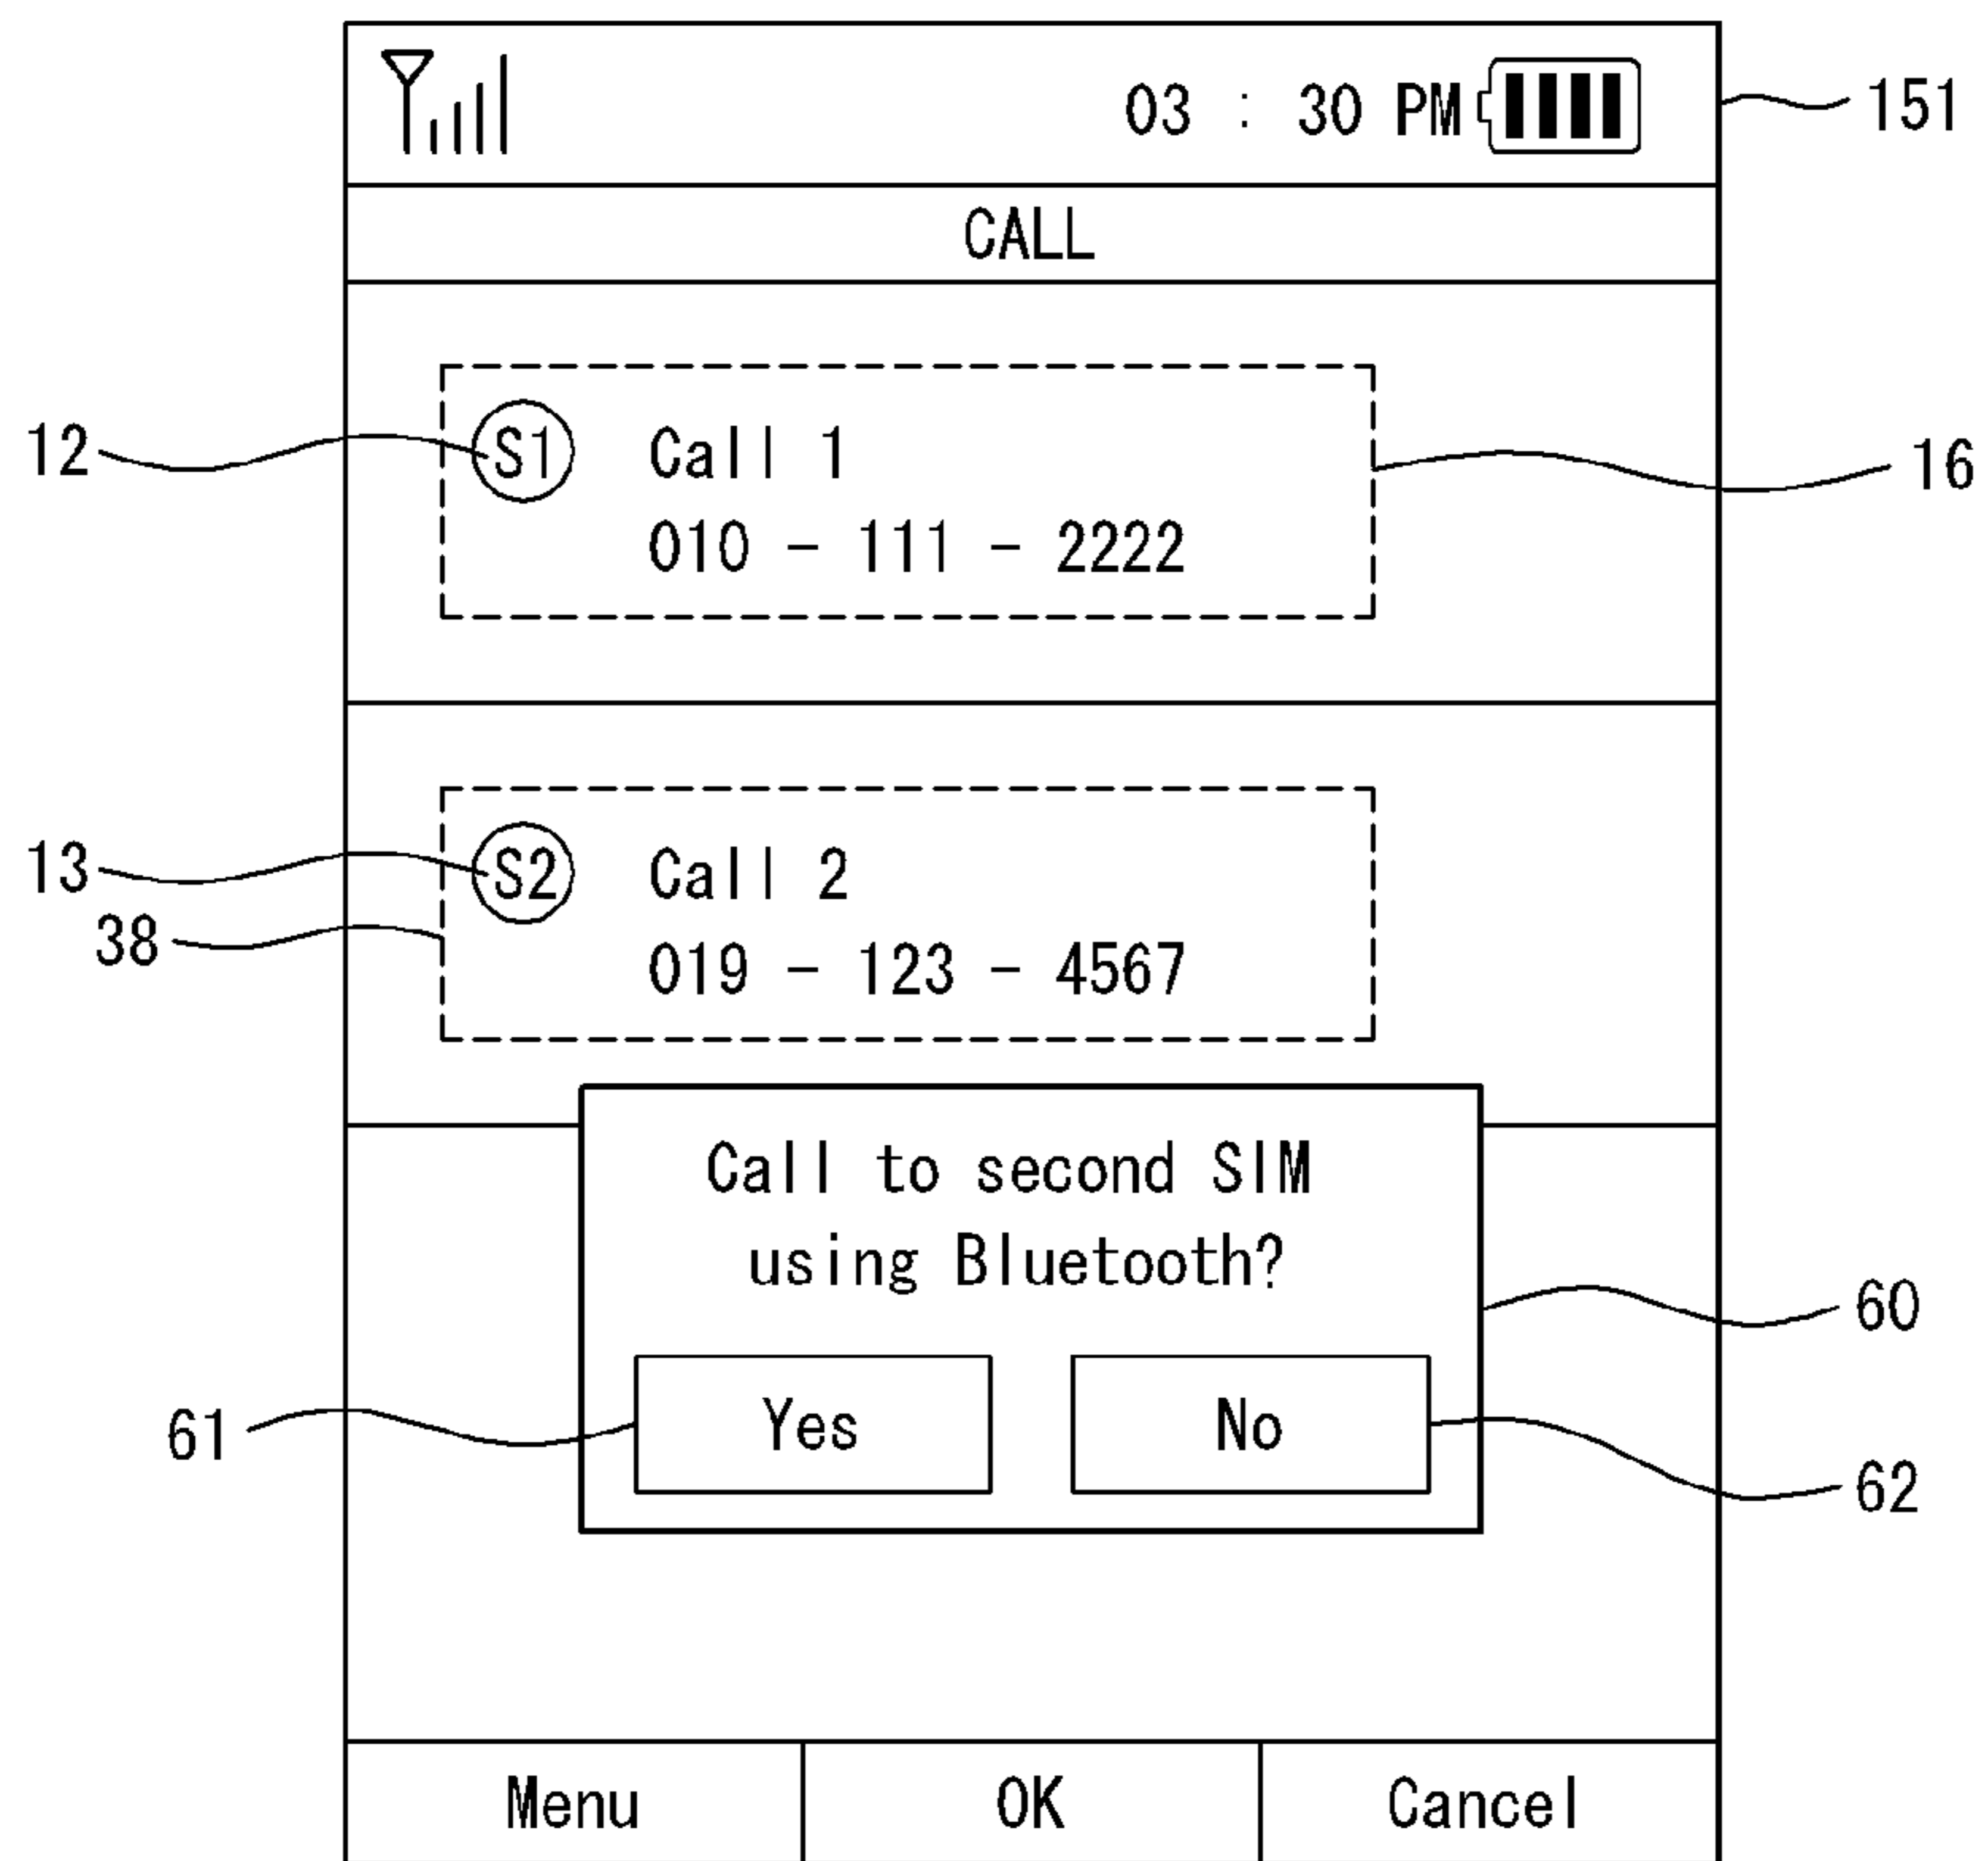 03 : 30 PM
151
CALL
12
S1 Call 1
16
010 - 111 - 2222
13
S2 Call 2
38
019 - 123 - 4567
Call to second SIM
using Bluetooth?
60
61
Yes No
62
Menu OK Cancel